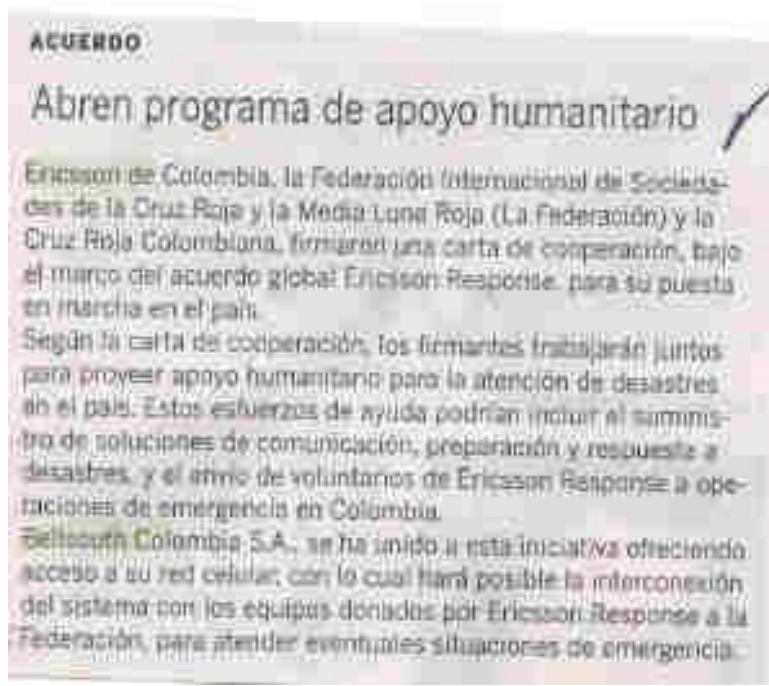 ACUERDO
Abren programa de apoyo humanitario
Ericsson de Colombia, la Federación Internacional de Socieda-
des de la Cruz Roja y la Media Luna Roja (La Federación) y la
Cruz Roja Colombiana, firmaron una carta de cooperación, bajo
el marco del acuerdo global Ericsson Response, para su puesta
en marcha en el país.
Según la carta de cooperación, los firmantes trabajarán juntos
para proveer apoyo humanitario para la atención de desastres
en el país. Estos esfuerzos de ayuda podrían incluir el suminis-
tro de soluciones de comunicación, preparación y respuesta a
desastres, y el envío de voluntarios de Ericsson Response a ope-
raciones de emergencia en Colombia.
Bellsouth Colombia S.A., se ha unido a esta iniciativa ofreciendo
acceso a su red celular, con lo cual hará posible la interconexión
del sistema con los equipos donados por Ericsson Response a la
Federación, para atender eventuales situaciones de emergencia.